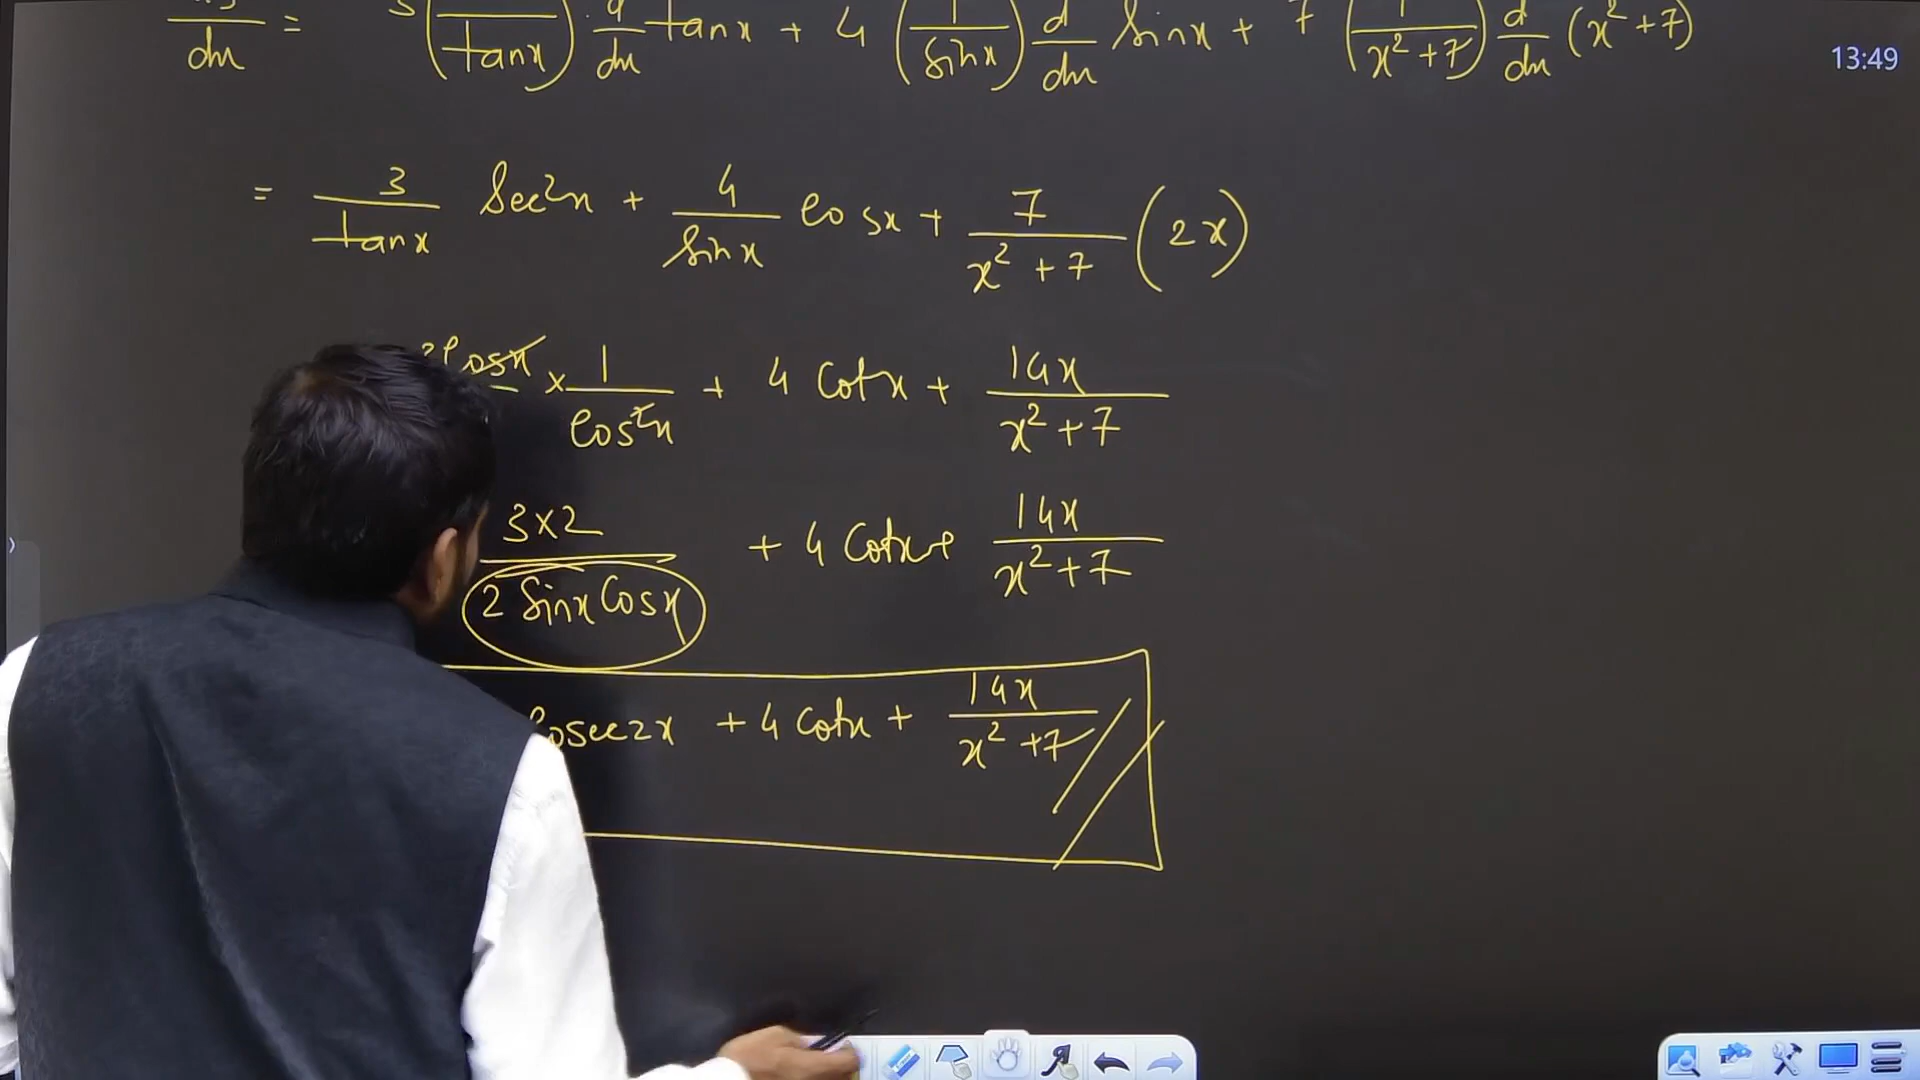 dx = (1/tanx) · d/dx tanx + 4 (1/sinx) d/dx sinx + 7 (1/x²+7) d/dx (x²+7)
13:49
= 3/tanx sec²x + 4/sinx cosx + 7/x²+7 (2x)
cosx × 1/cos²x + 4 cotx + 14x/x²+7
3×2/2 sinx cosx + 4 cotx + 14x/x²+7
cosec2x + 4 cotx + 14x/x²+7